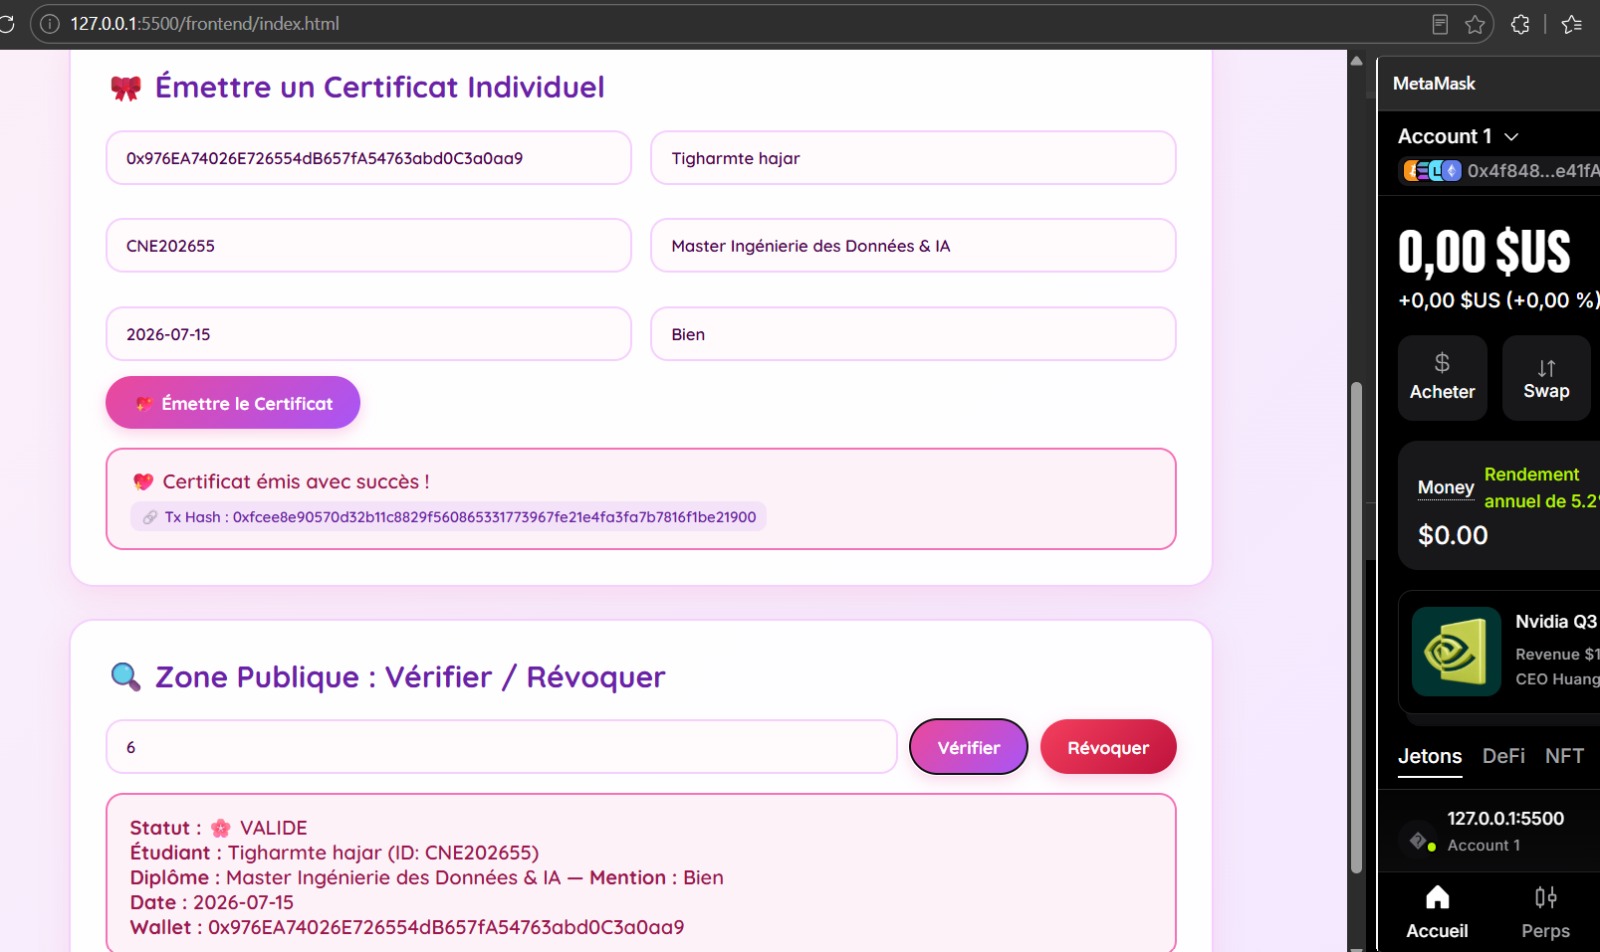 127.0.0.1:5500/frontend/index.html
Émettre un Certificat Individuel
0x976EA74026E726554dB657fA54763abd0C3a0aa9
Tigharmte hajar
CNE202655
Master Ingénierie des Données & IA
2026-07-15
Bien
Émettre le Certificat
Certificat émis avec succès !
Tx Hash : 0xfcee8e90570d32b11c8829f560865331773967fe21e4fa3fa7b7816f1be21900
Zone Publique : Vérifier / Révoquer
6
Vérifier
Révoquer
Statut : VALIDE
Étudiant : Tigharmte hajar (ID: CNE202655)
Diplôme : Master Ingénierie des Données & IA — Mention : Bien
Date : 2026-07-15
Wallet : 0x976EA74026E726554dB657fA54763abd0C3a0aa9
MetaMask
Account 1
0x4f848...e41fA
0,00 $US
+0,00 $US (+0,00 %)
Acheter
Swap
Money
Rendement
annuel de 5.2
$0.00
Nvidia Q3
Revenue $1
CEO Huang
Jetons DeFi NFT
127.0.0.1:5500
Account 1
Accueil
Perps